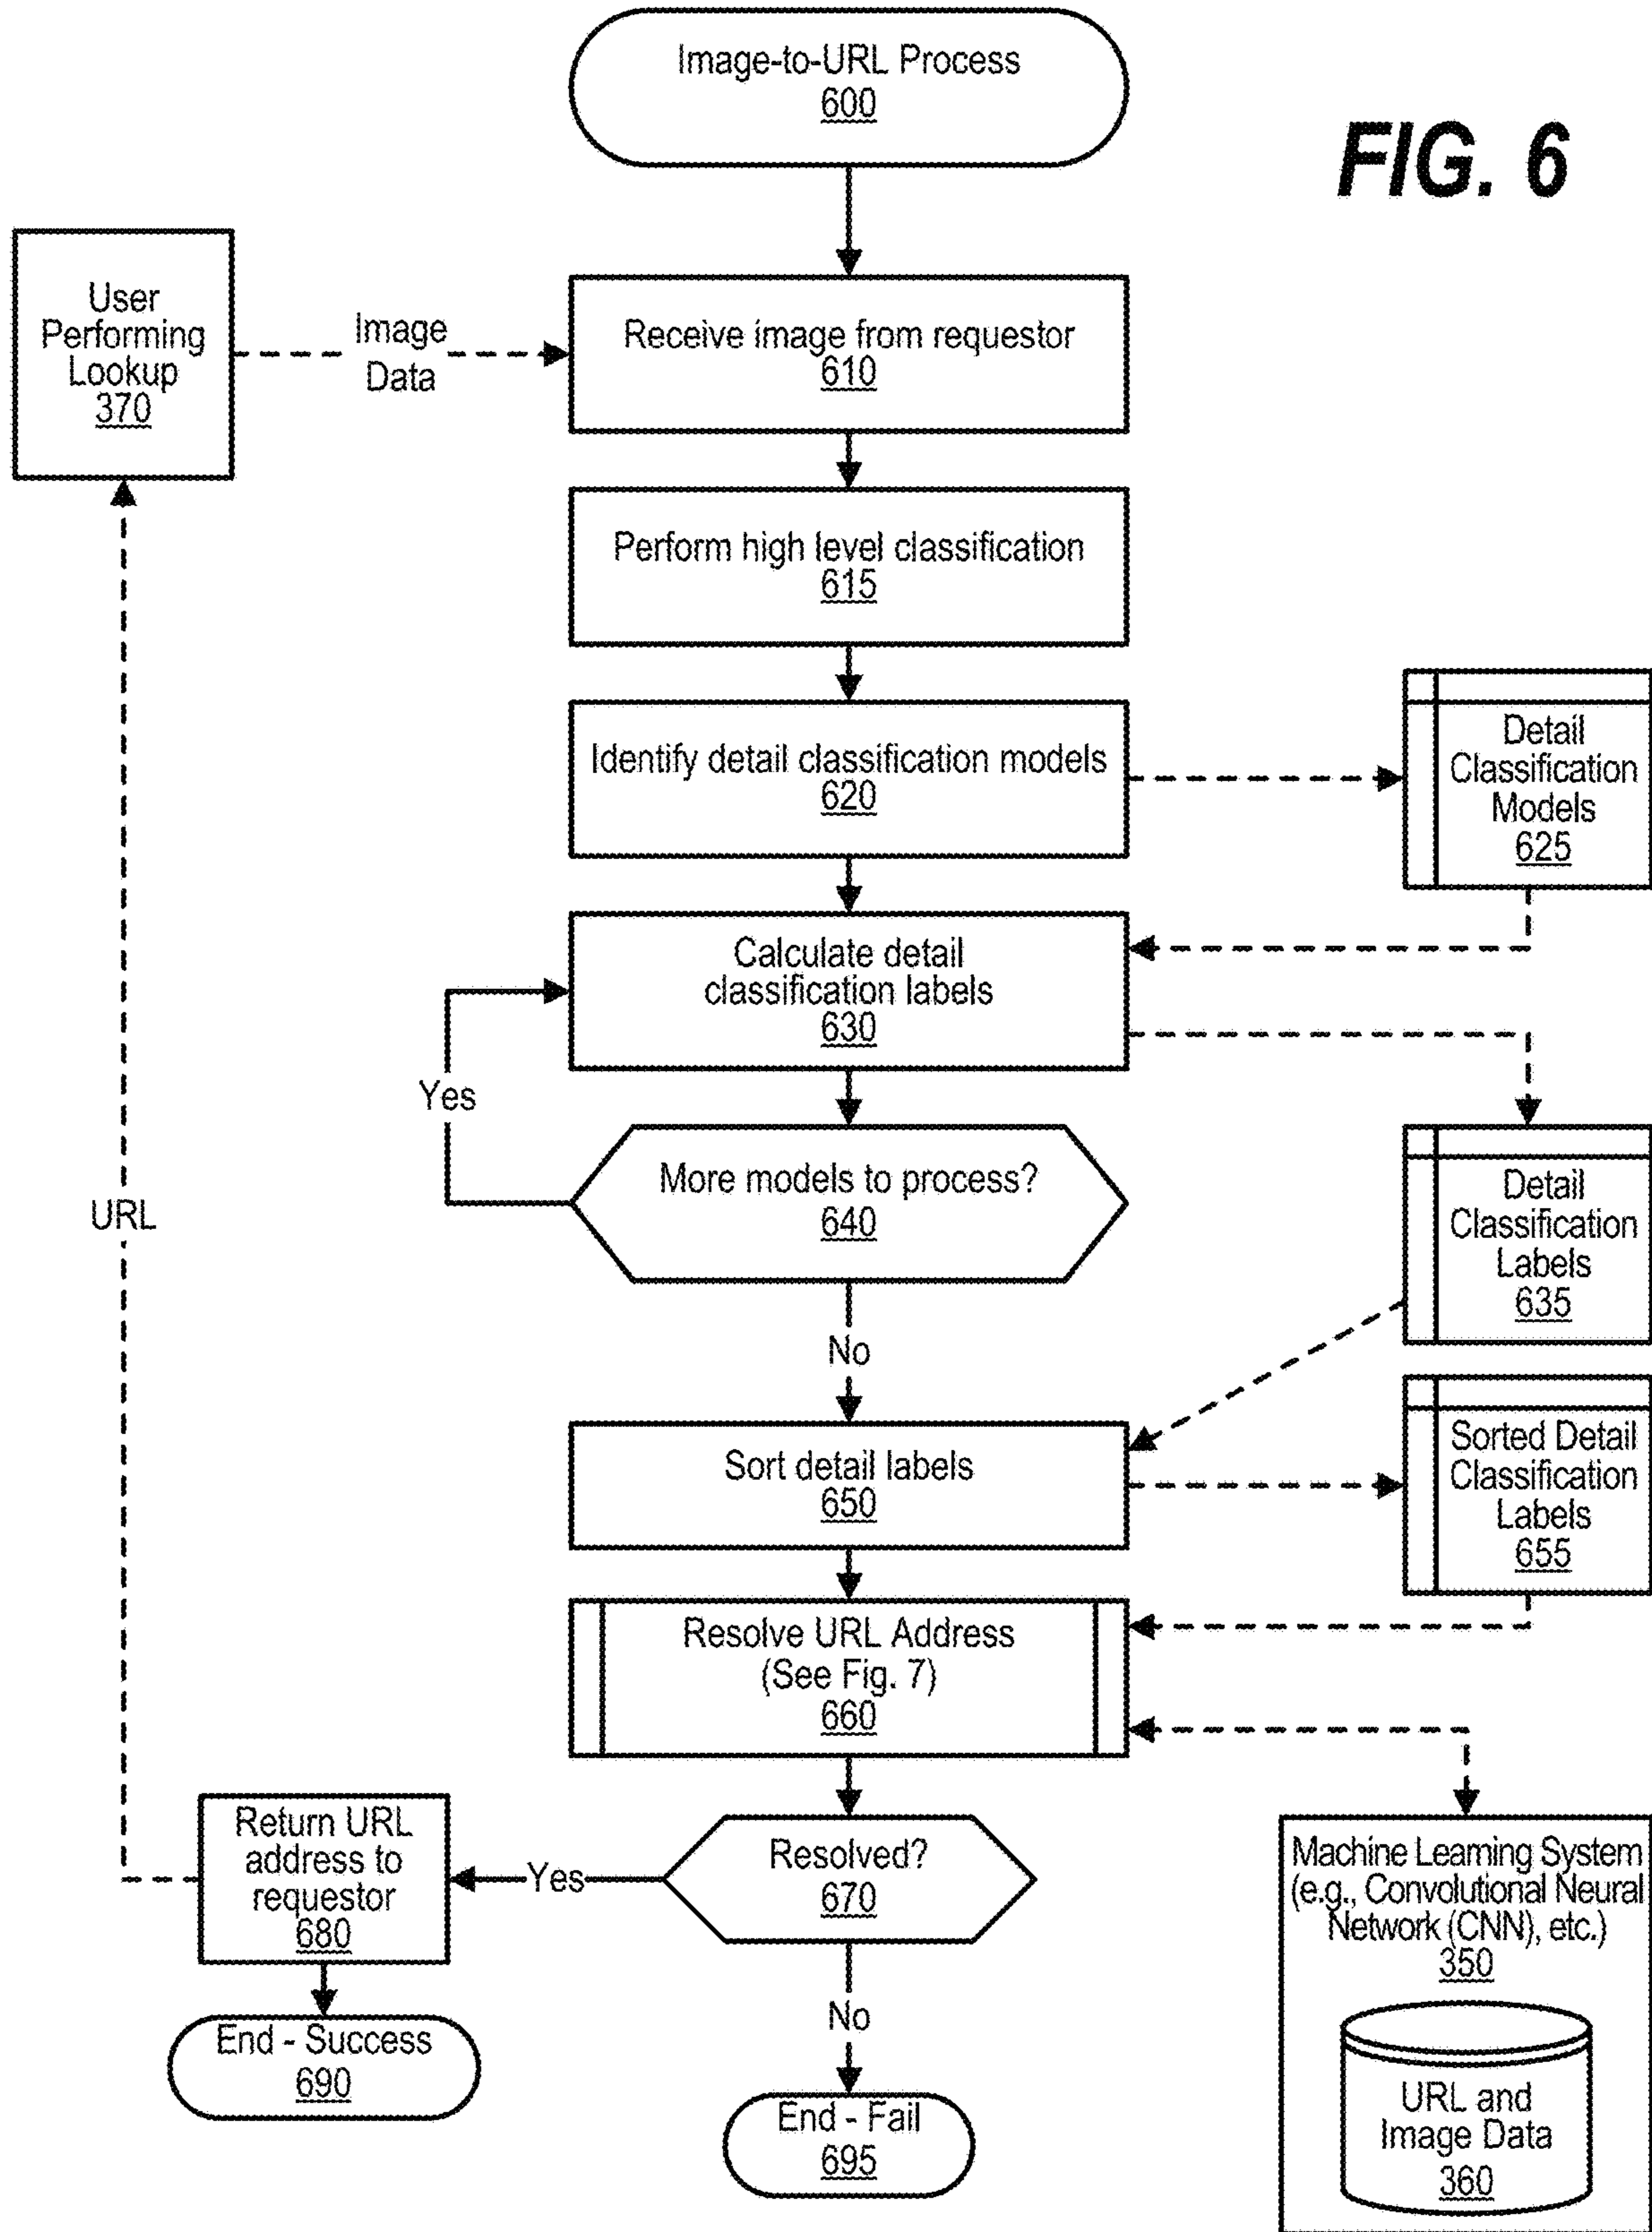 Image-to-URL Process
600
FIG. 6
User
Performing
Lookup
370
Image
Data
Receive image from requestor
610
Perform high level classification
615
Identify detail classification models
620
Detail
Classification
Models
625
Calculate detail
classification labels
630
Yes
More models to process?
640
URL
Detail
Classification
Labels
635
No
Sort detail labels
650
Sorted Detail
Classification
Labels
655
Resolve URL Address
(See Fig. 7)
660
Return URL
address to
requestor
680
Yes
Resolved?
670
Machine Learning System
(e.g., Convolutional Neural
Network (CNN), etc.)
350
No
End - Success
690
End - Fail
695
URL and
Image Data
360